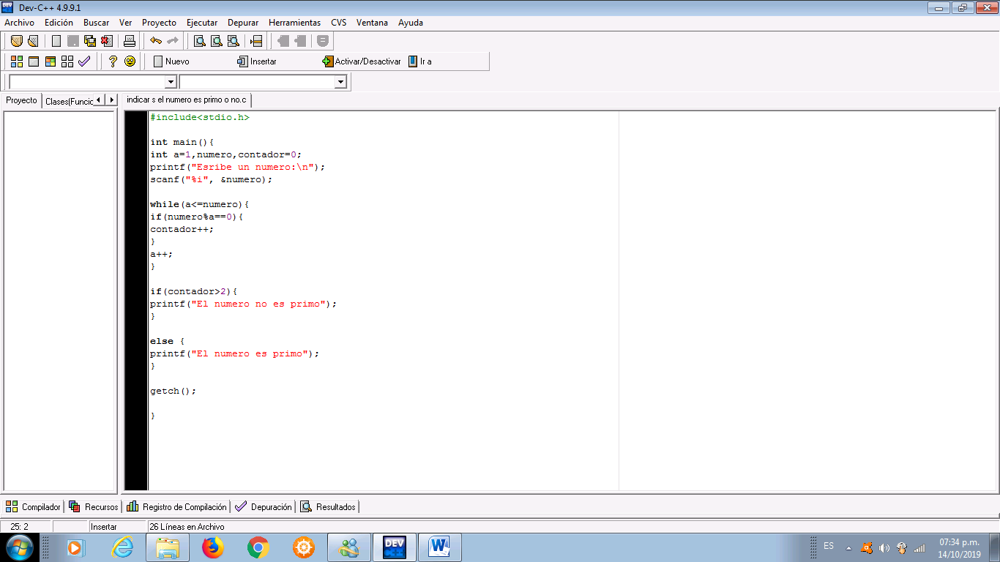 Dev-C++ 4.9.9.1
Archivo Edición Buscar Ver Proyecto Ejecutar Depurar Herramientas CVS Ventana Ayuda
Nuevo Insertar Activar/Desactivar Ir a
Proyecto Clases(Funcio
indicar s el numero es primo o no.c
#include<stdio.h>
int main(){
int a=1,numero,contador=0;
printf("Esribe un numero:\n");
scanf("%i", &numero);
while(a<=numero){
if(numero%a==0){
contador++;
}
a++;
}
if(contador>2){
printf("El numero no es primo");
}
else {
printf("El numero es primo");
}
getch();
}
Compilador Recursos Registro de Compilación Depuración Resultados
25: 2 Insertar 26 Líneas en Archivo
DEV
W
ES
07:34 p.m.
14/10/2019